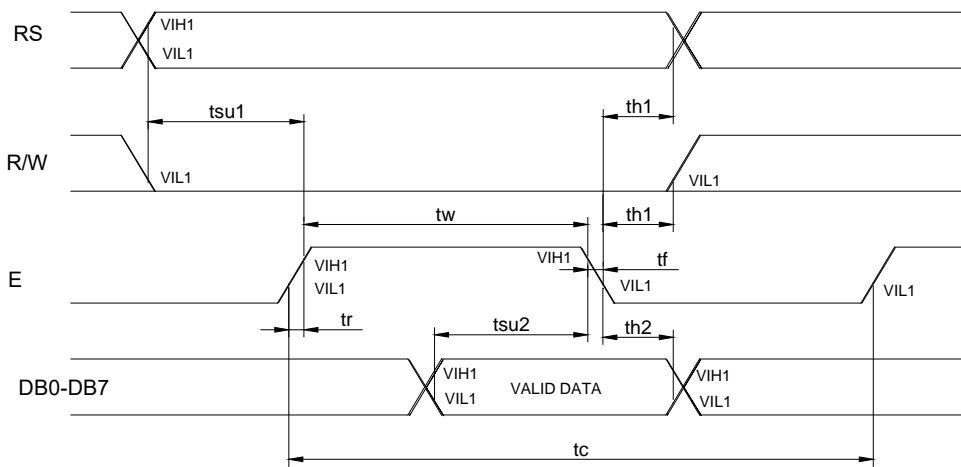 RS
VIH1
VIL1
tsu1
th1
R/W
VIL1
VIL1
tw
th1
E
VIH1
VIL1
VIH1
tf
VIL1
VIL1
tr
tsu2
th2
DB0-DB7
VIH1
VIL1
VALID DATA
VIH1
VIL1
tc